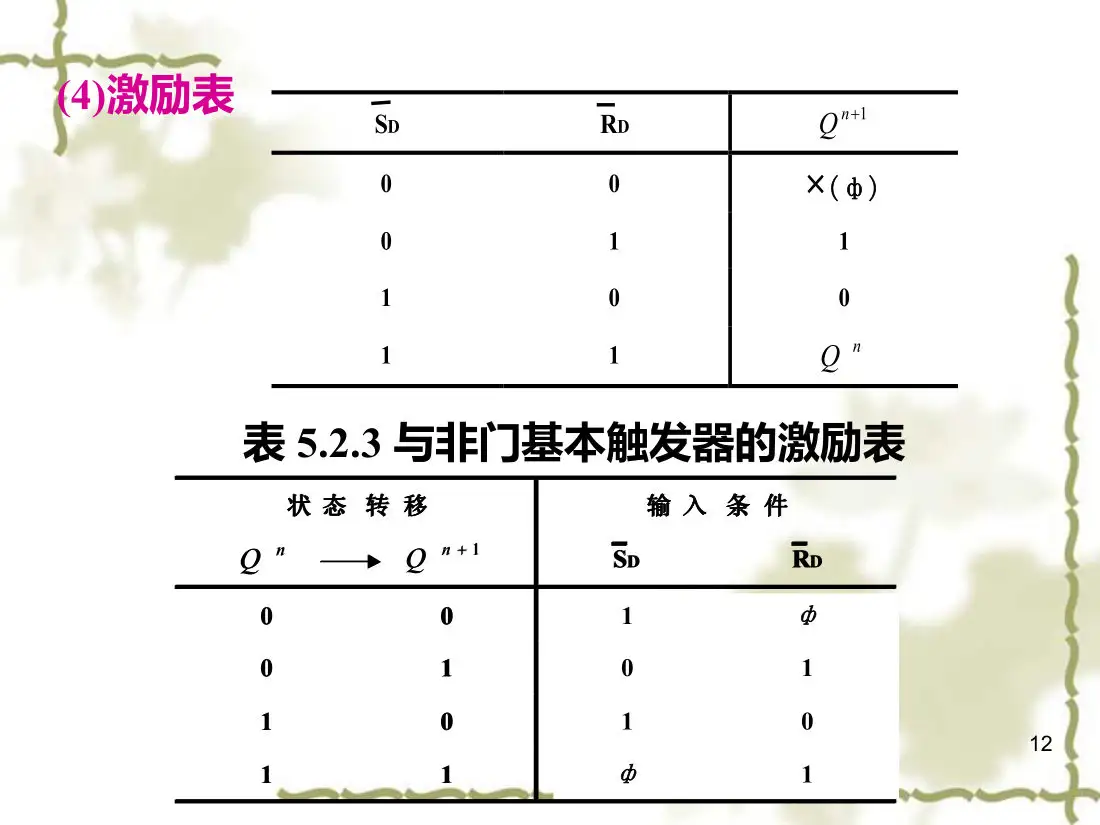 (4)激励表
S̅D R̅D Qⁿ⁺¹
0 0 ×(ф)
0 1 1
1 0 0
1 1 Qⁿ
表 5.2.3 与非门基本触发器的激励表
状态转移 输入条件
Qⁿ → Qⁿ⁺¹ S̅D R̅D
0 0 1 ф
0 1 0 1
1 0 1 0
1 1 ф 1
12